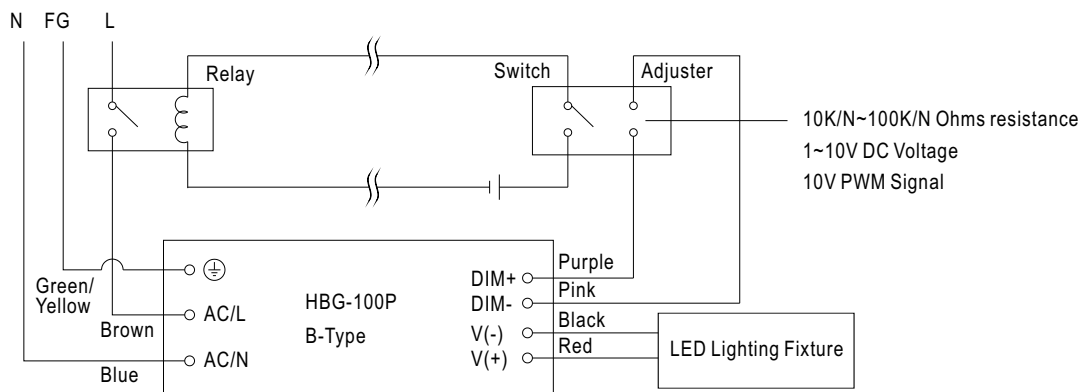 N FG L
Relay
Switch
Adjuster
10K/N~100K/N Ohms resistance
1~10V DC Voltage
10V PWM Signal
Green/
Yellow
Brown
Blue
AC/L
AC/N
HBG-100P
B-Type
DIM+
DIM-
V(-)
V(+)
Purple
Pink
Black
Red
LED Lighting Fixture